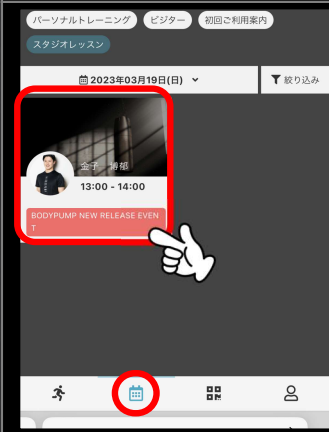 パーソナルトレーニング ビジター 初回ご利用案内
スタジオレッスン
2023年03月19日(日) 絞り込み
金子 博郁
13:00 - 14:00
BODYPUMP NEW RELEASE EVEN
T